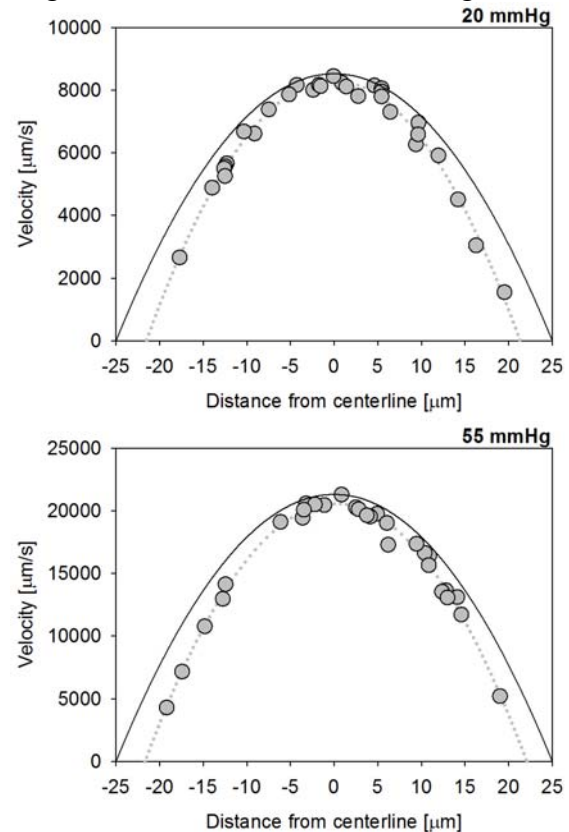 20 mmHg
10000
8000
6000
4000
2000
0
Velocity [μm/s]
-25 -20 -15 -10 -5 0 5 10 15 20 25
Distance from centerline [μm]
55 mmHg
25000
20000
15000
10000
5000
0
Velocity [μm/s]
-25 -20 -15 -10 -5 0 5 10 15 20 25
Distance from centerline [μm]